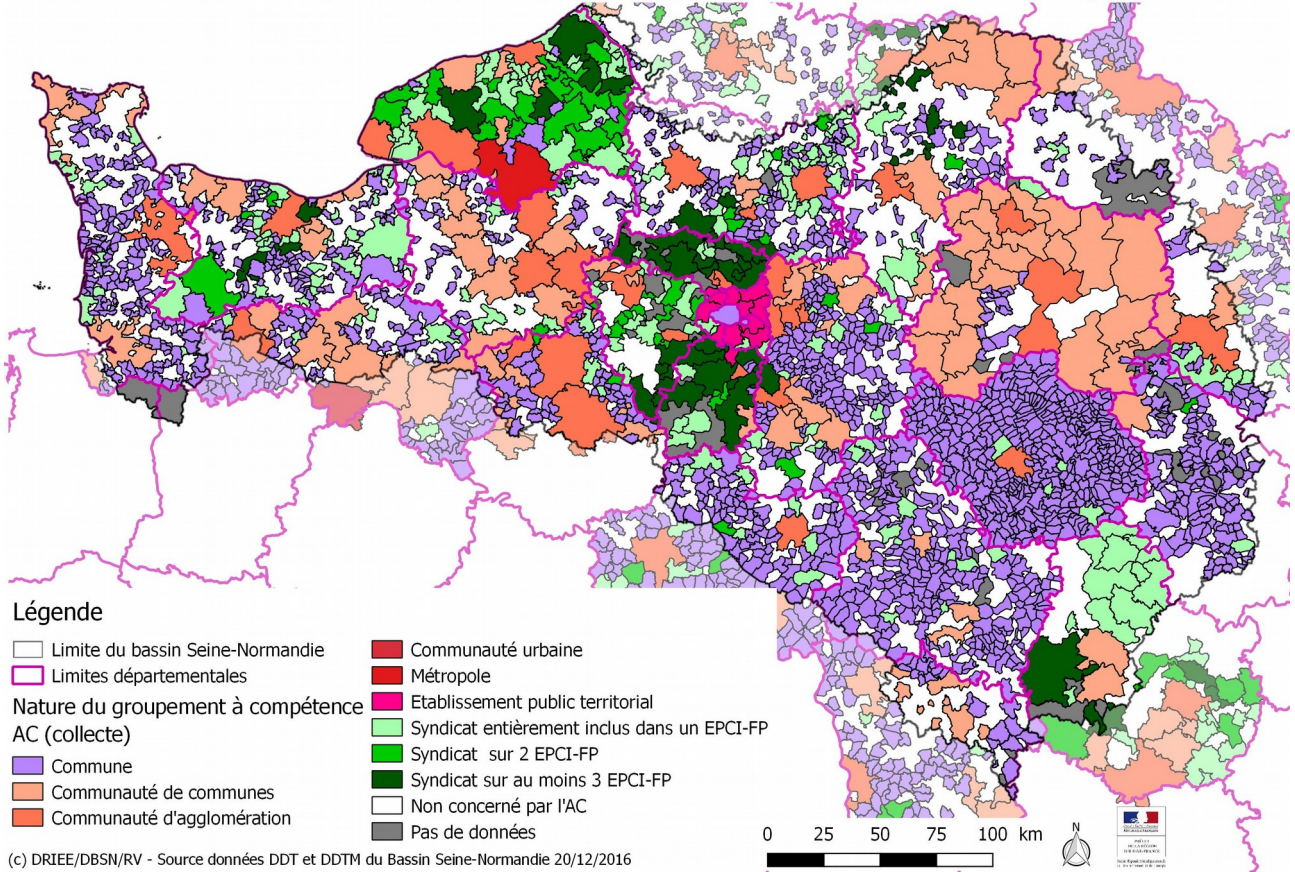 Légende
Limite du bassin Seine-Normandie
Limites départementales
Nature du groupement à compétence
AC (collecte)
Commune
Communauté de communes
Communauté d'agglomération
Communauté urbaine
Métropole
Etablissement public territorial
Syndicat entièrement inclus dans un EPCI-FP
Syndicat sur 2 EPCI-FP
Syndicat sur au moins 3 EPCI-FP
Non concerné par l'AC
Pas de données
0 25 50 75 100 km
N
(c) DRIEE/DBSN/RV - Source données DDT et DDTM du Bassin Seine-Normandie 20/12/2016